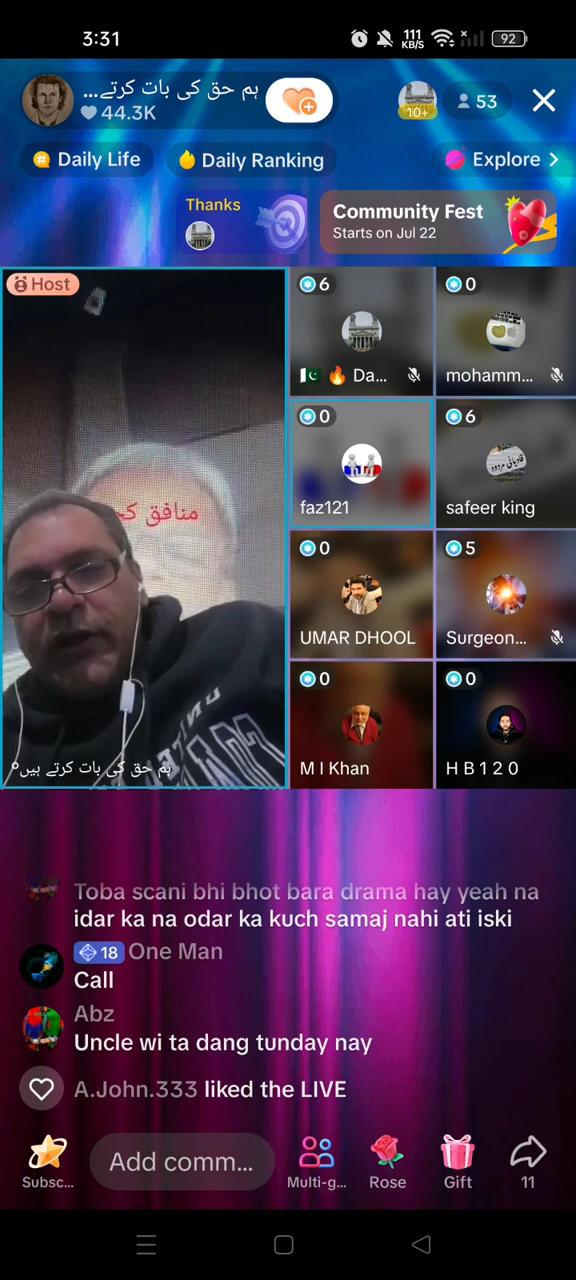 3:31
111
KB/S
92
ہم حق کی بات کرتے...
44.3K
10+
53
Daily Life
Daily Ranking
Explore
Thanks
Community Fest
Starts on Jul 22
Host
منافق
ہم حق کی بات کرتے ہیں
6
Da...
0
mohamm...
0
faz121
6
قادیانی مردود
safeer king
0
UMAR DHOOL
5
Surgeon...
0
M I Khan
0
H B 1 2 0
Toba scani bhi bhot bara drama hay yeah na
idar ka na odar ka kuch samaj nahi ati iski
18 One Man
Call
Abz
Uncle wi ta dang tunday nay
A.John.333 liked the LIVE
Subsc...
Add comm...
Multi-g...
Rose
Gift
11